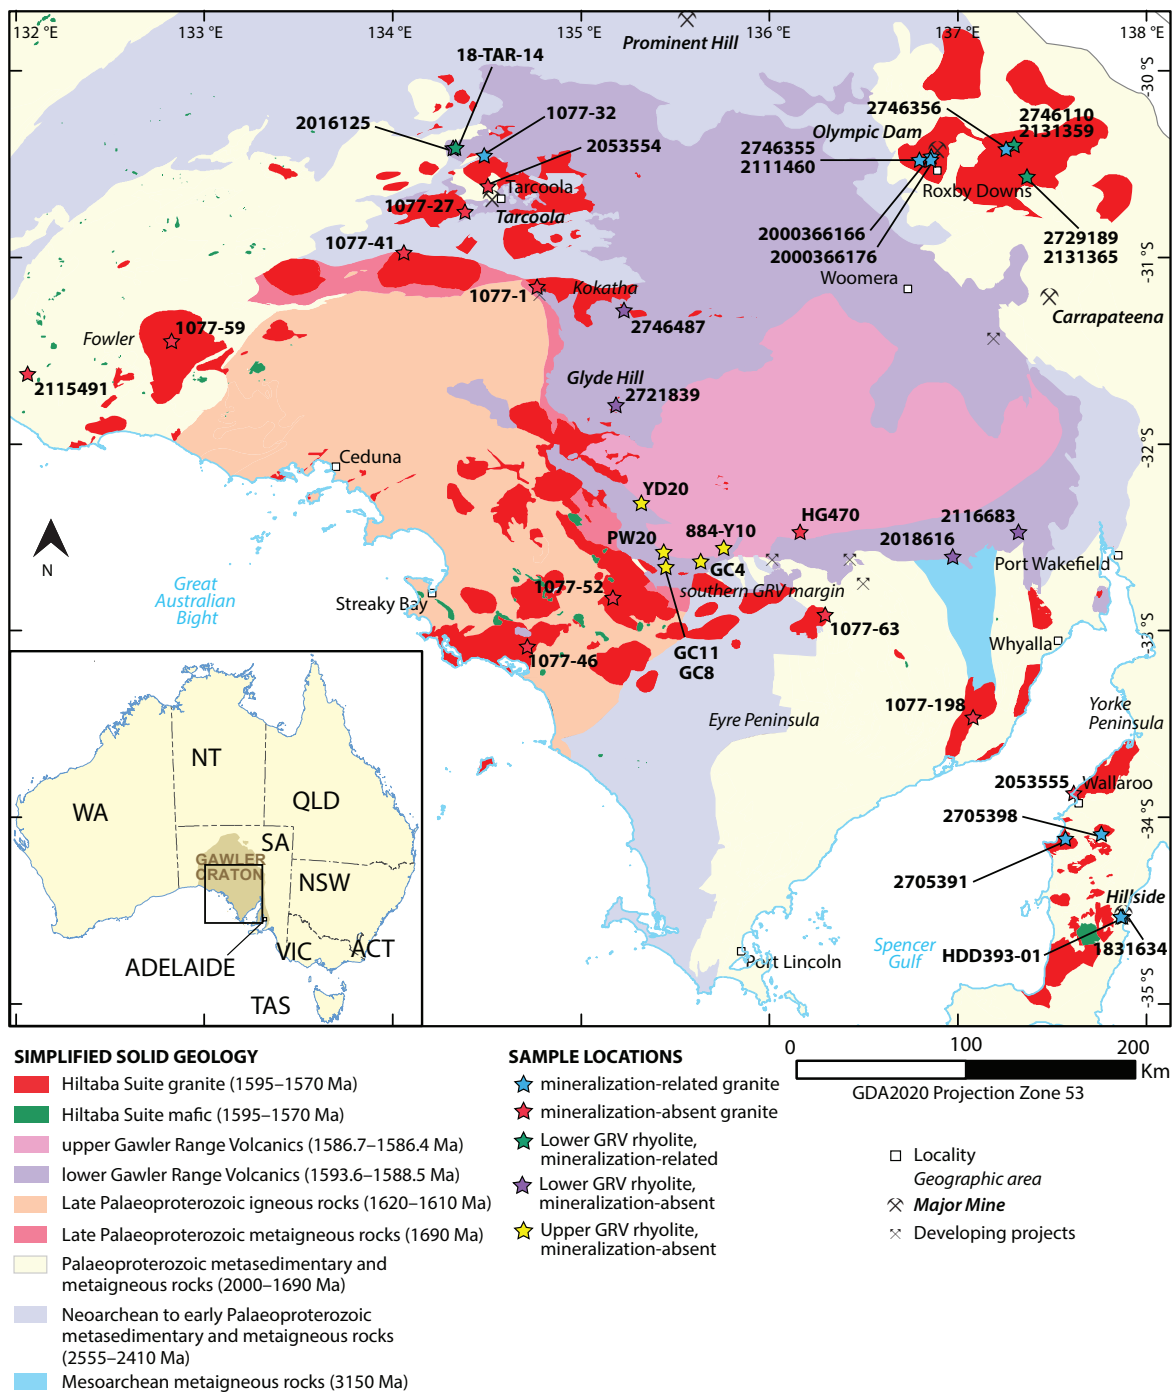 132 °E
133 °E
134 °E
135 °E
136 °E
137 °E
138 °E
Prominent Hill
18-TAR-14
30 °S
2016125
1077-32
2053554
2746356
2746110
2131359
Olympic Dam
2746355
2111460
Tarcoola
Tarcoola
1077-27
Roxby Downs
1077-41
2000366166
2000366176
2729189
2131365
-31 °S
Woomera
1077-1
Kokatha
2746487
Carrapateena
Fowler
1077-59
2115491
Glyde Hill
2721839
-32 °S
Ceduna
YD20
HG470
2116683
PW20
884-Y10
2018616
GC4
Port Wakefield
N
Great
Australian
Bight
Streaky Bay
1077-52
southern GRV margin
1077-63
-33 °S
Whyalla
1077-46
GC11
GC8
1077-198
Eyre Peninsula
Yorke
Peninsula
2053555
Wallaroo
2705398
-34 °S
2705391
Hillside
HDD393-01
1831634
Spencer
Gulf
Port Lincoln
-35 °S
NT
WA
QLD
SA
GAWLER
CRATON
NSW
VIC
ACT
ADELAIDE
TAS
SIMPLIFIED SOLID GEOLOGY
Hiltaba Suite granite (1595–1570 Ma)
Hiltaba Suite mafic (1595–1570 Ma)
upper Gawler Range Volcanics (1586.7–1586.4 Ma)
lower Gawler Range Volcanics (1593.6–1588.5 Ma)
Late Palaeoproterozoic igneous rocks (1620–1610 Ma)
Late Palaeoproterozoic metaigneous rocks (1690 Ma)
Palaeoproterozoic metasedimentary and
metaigneous rocks (2000–1690 Ma)
Neoarchean to early Palaeoproterozoic
metasedimentary and metaigneous rocks
(2555–2410 Ma)
Mesoarchean metaigneous rocks (3150 Ma)
SAMPLE LOCATIONS
mineralization-related granite
mineralization-absent granite
Lower GRV rhyolite,
mineralization-related
Lower GRV rhyolite,
mineralization-absent
Upper GRV rhyolite,
mineralization-absent
0
100
200
Km
GDA2020 Projection Zone 53
Locality
Geographic area
Major Mine
Developing projects